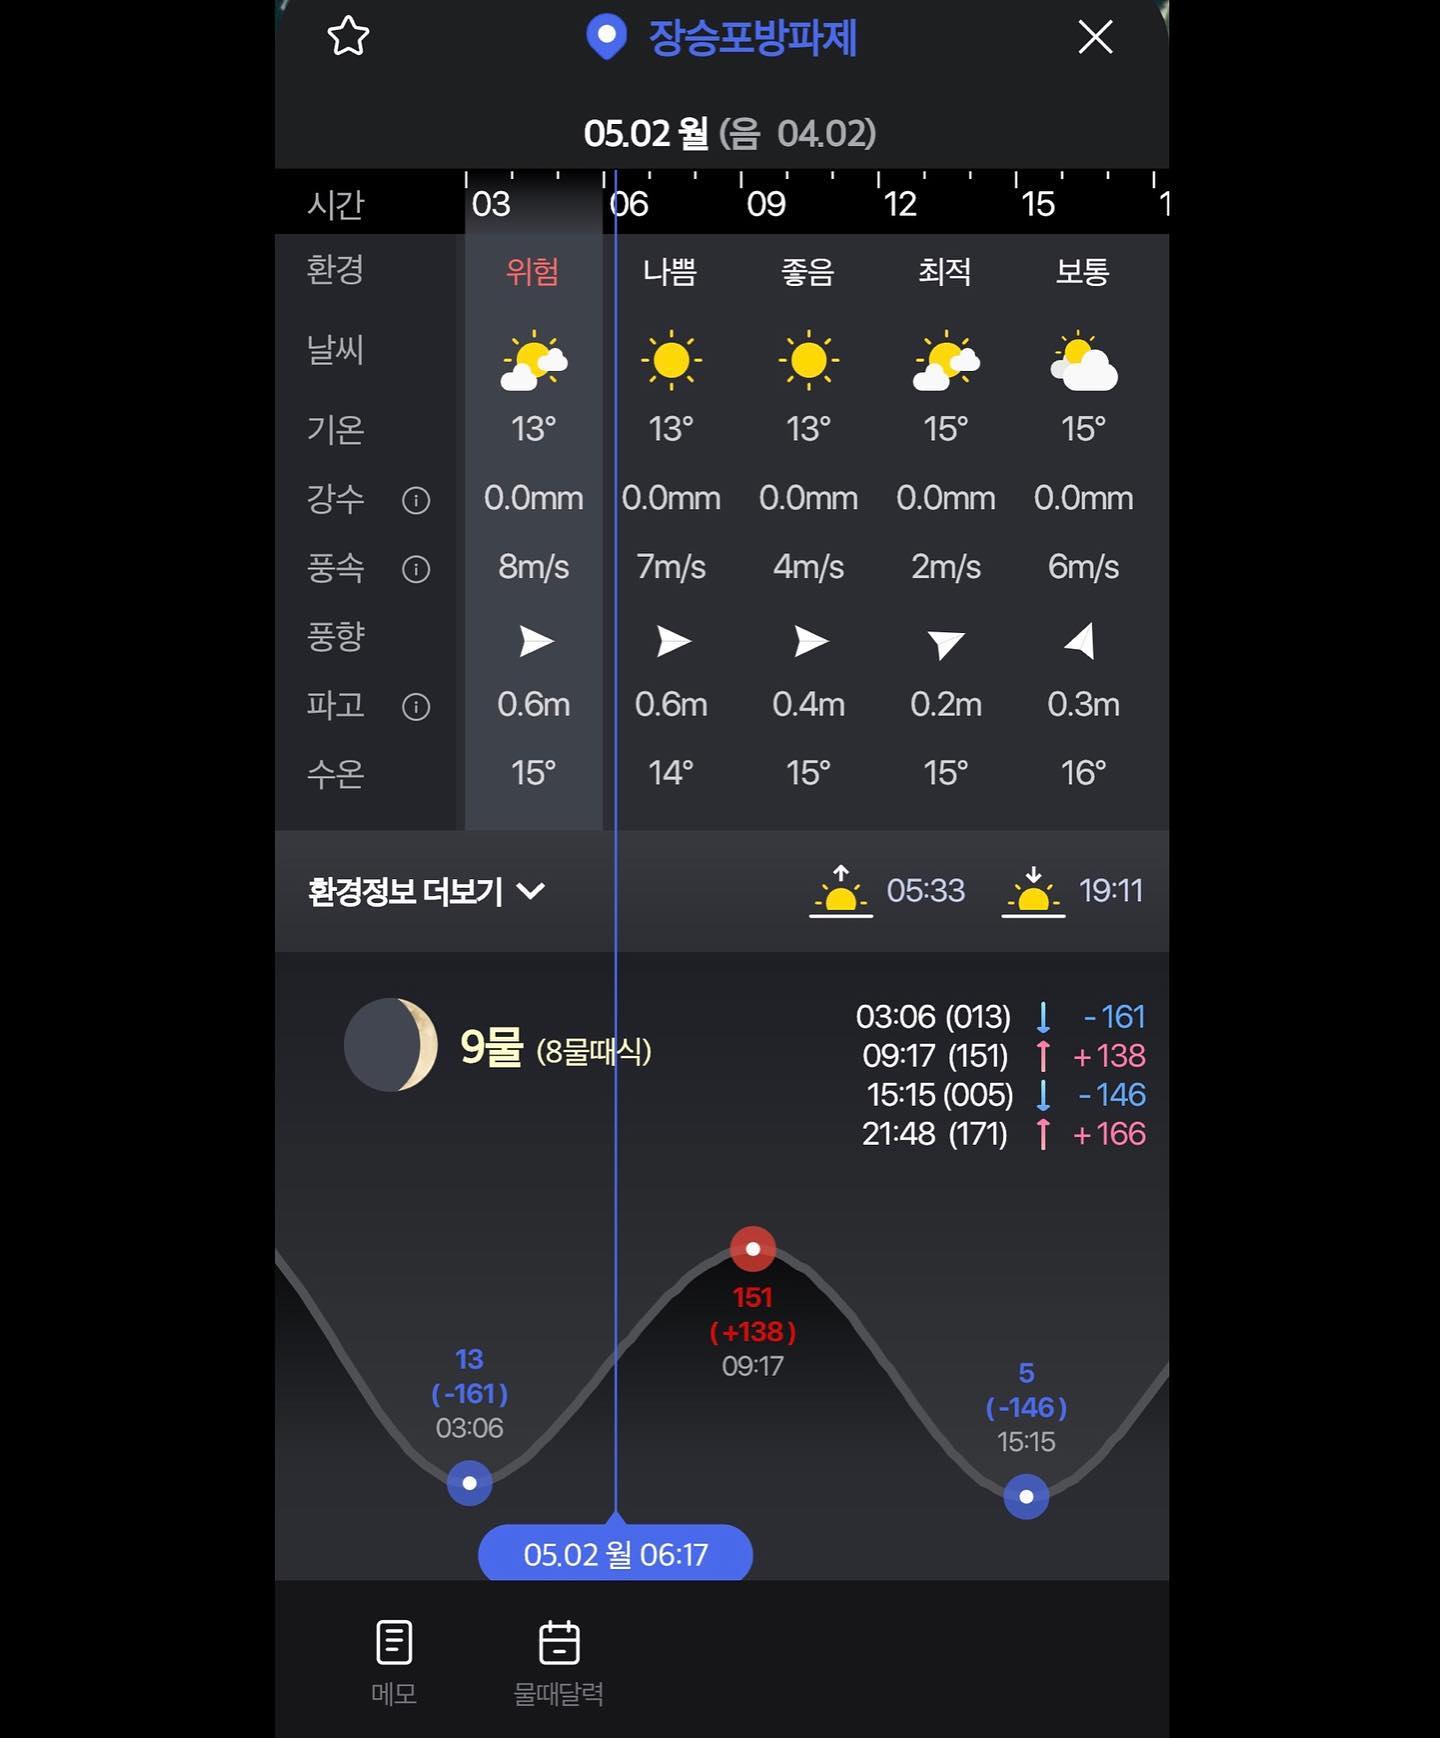 장승포방파제
05.02 월 (음 04.02)
시간 03 06 09 12 15
환경 위험 나쁨 좋음 최적 보통
날씨
기온 13° 13° 13° 15° 15°
강수 0.0mm 0.0mm 0.0mm 0.0mm 0.0mm
풍속 8m/s 7m/s 4m/s 2m/s 6m/s
풍향
파고 0.6m 0.6m 0.4m 0.2m 0.3m
수온 15° 14° 15° 15° 16°
환경정보 더보기 05:33 19:11
9물 (8물때식)
03:06 (013) -161
09:17 (151) +138
15:15 (005) -146
21:48 (171) +166
151
(+138)
09:17
13
(-161)
03:06
5
(-146)
15:15
05.02 월 06:17
메모 물때달력